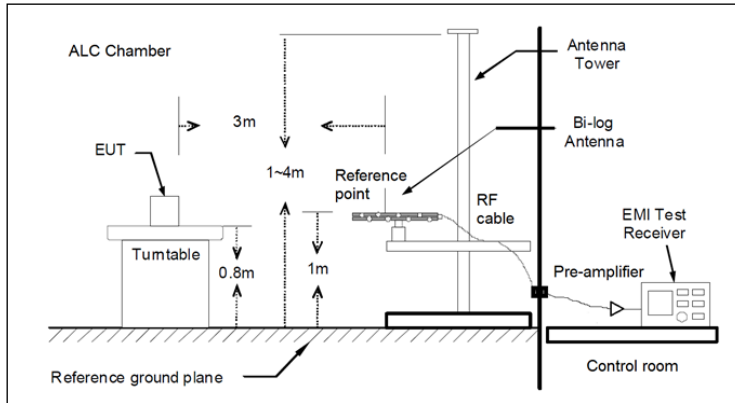 ALC Chamber
Antenna
Tower
3m
Bi-log
Antenna
EUT
1~4m
Reference
point
RF
cable
EMI Test
Receiver
Turntable
0.8m
1m
Pre-amplifier
Control room
Reference ground plane